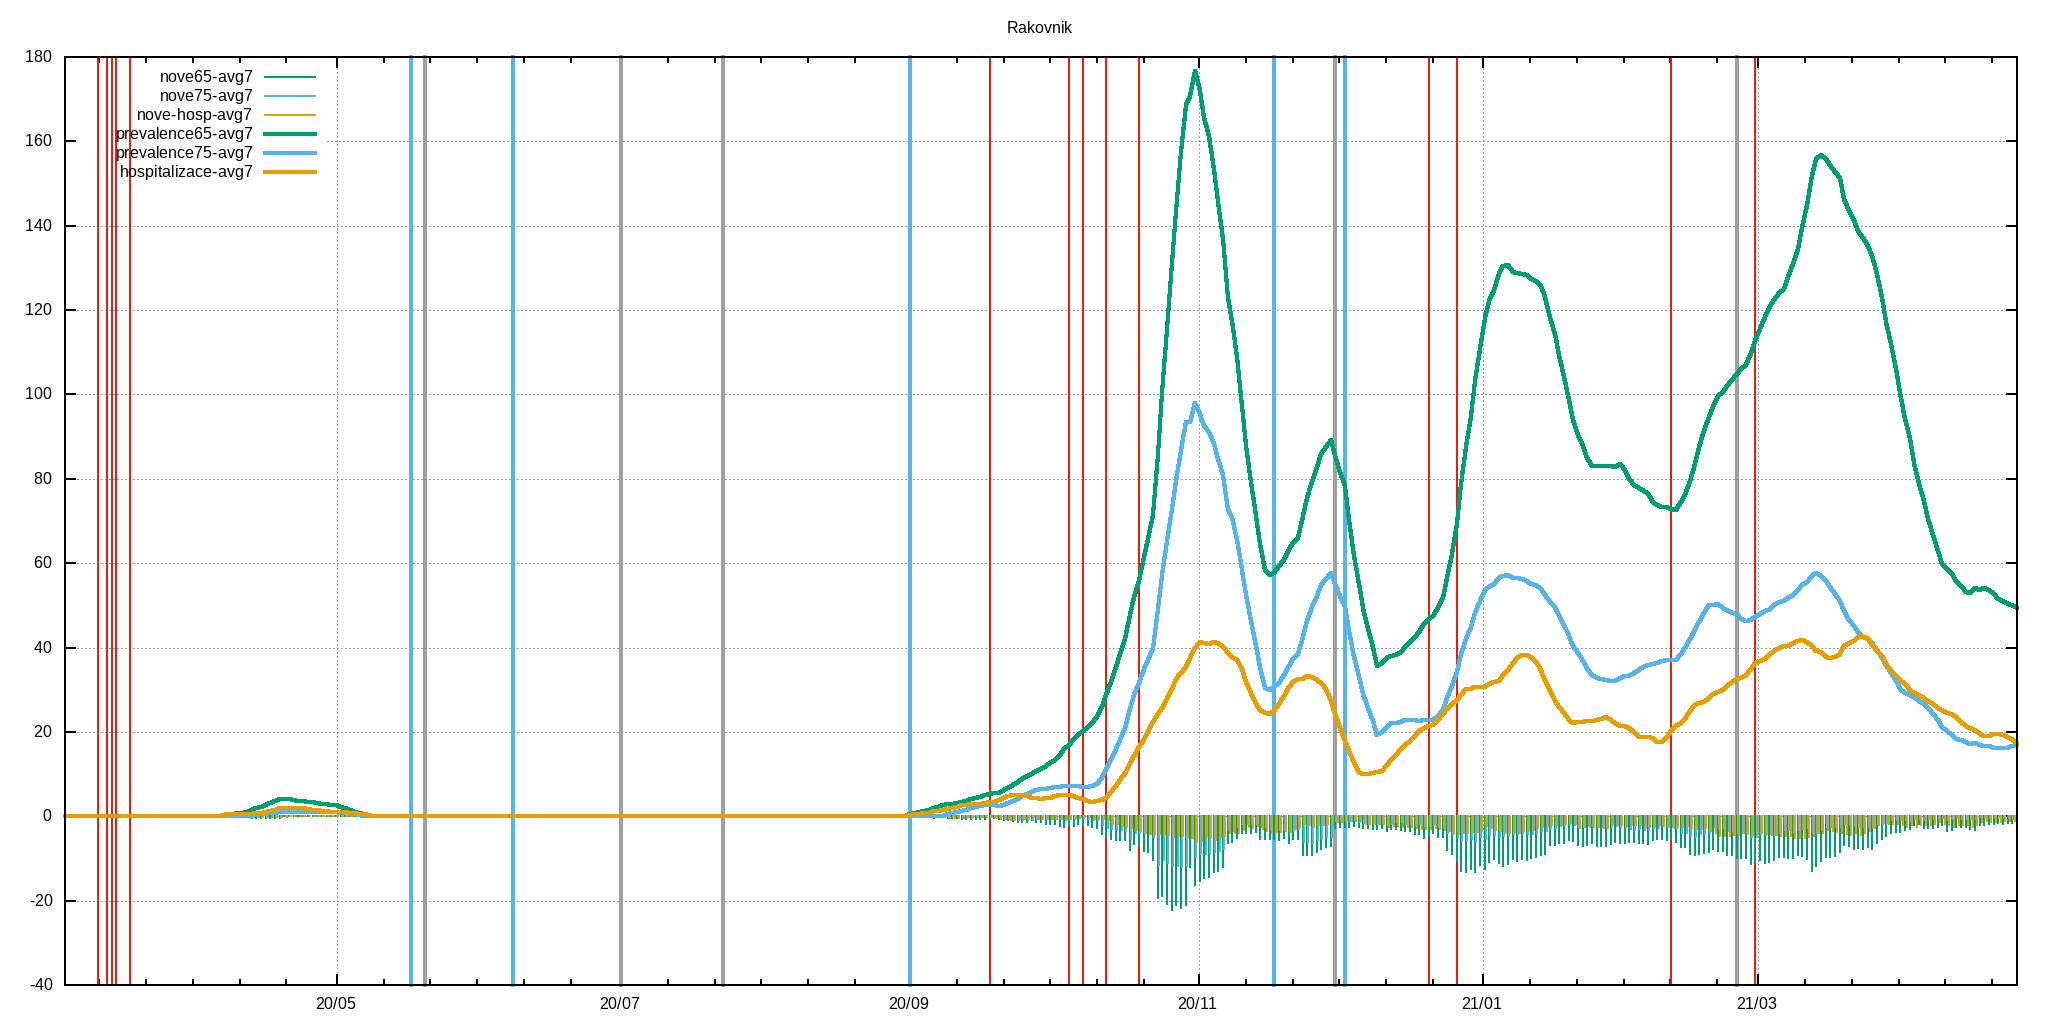 Rakovnik
180
160
140
120
100
80
60
40
20
0
-20
-40
nove65-avg7
nove75-avg7
nove-hosp-avg7
prevalence65-avg7
prevalence75-avg7
hospitalizace-avg7
20/05
20/07
20/09
20/11
21/01
21/03